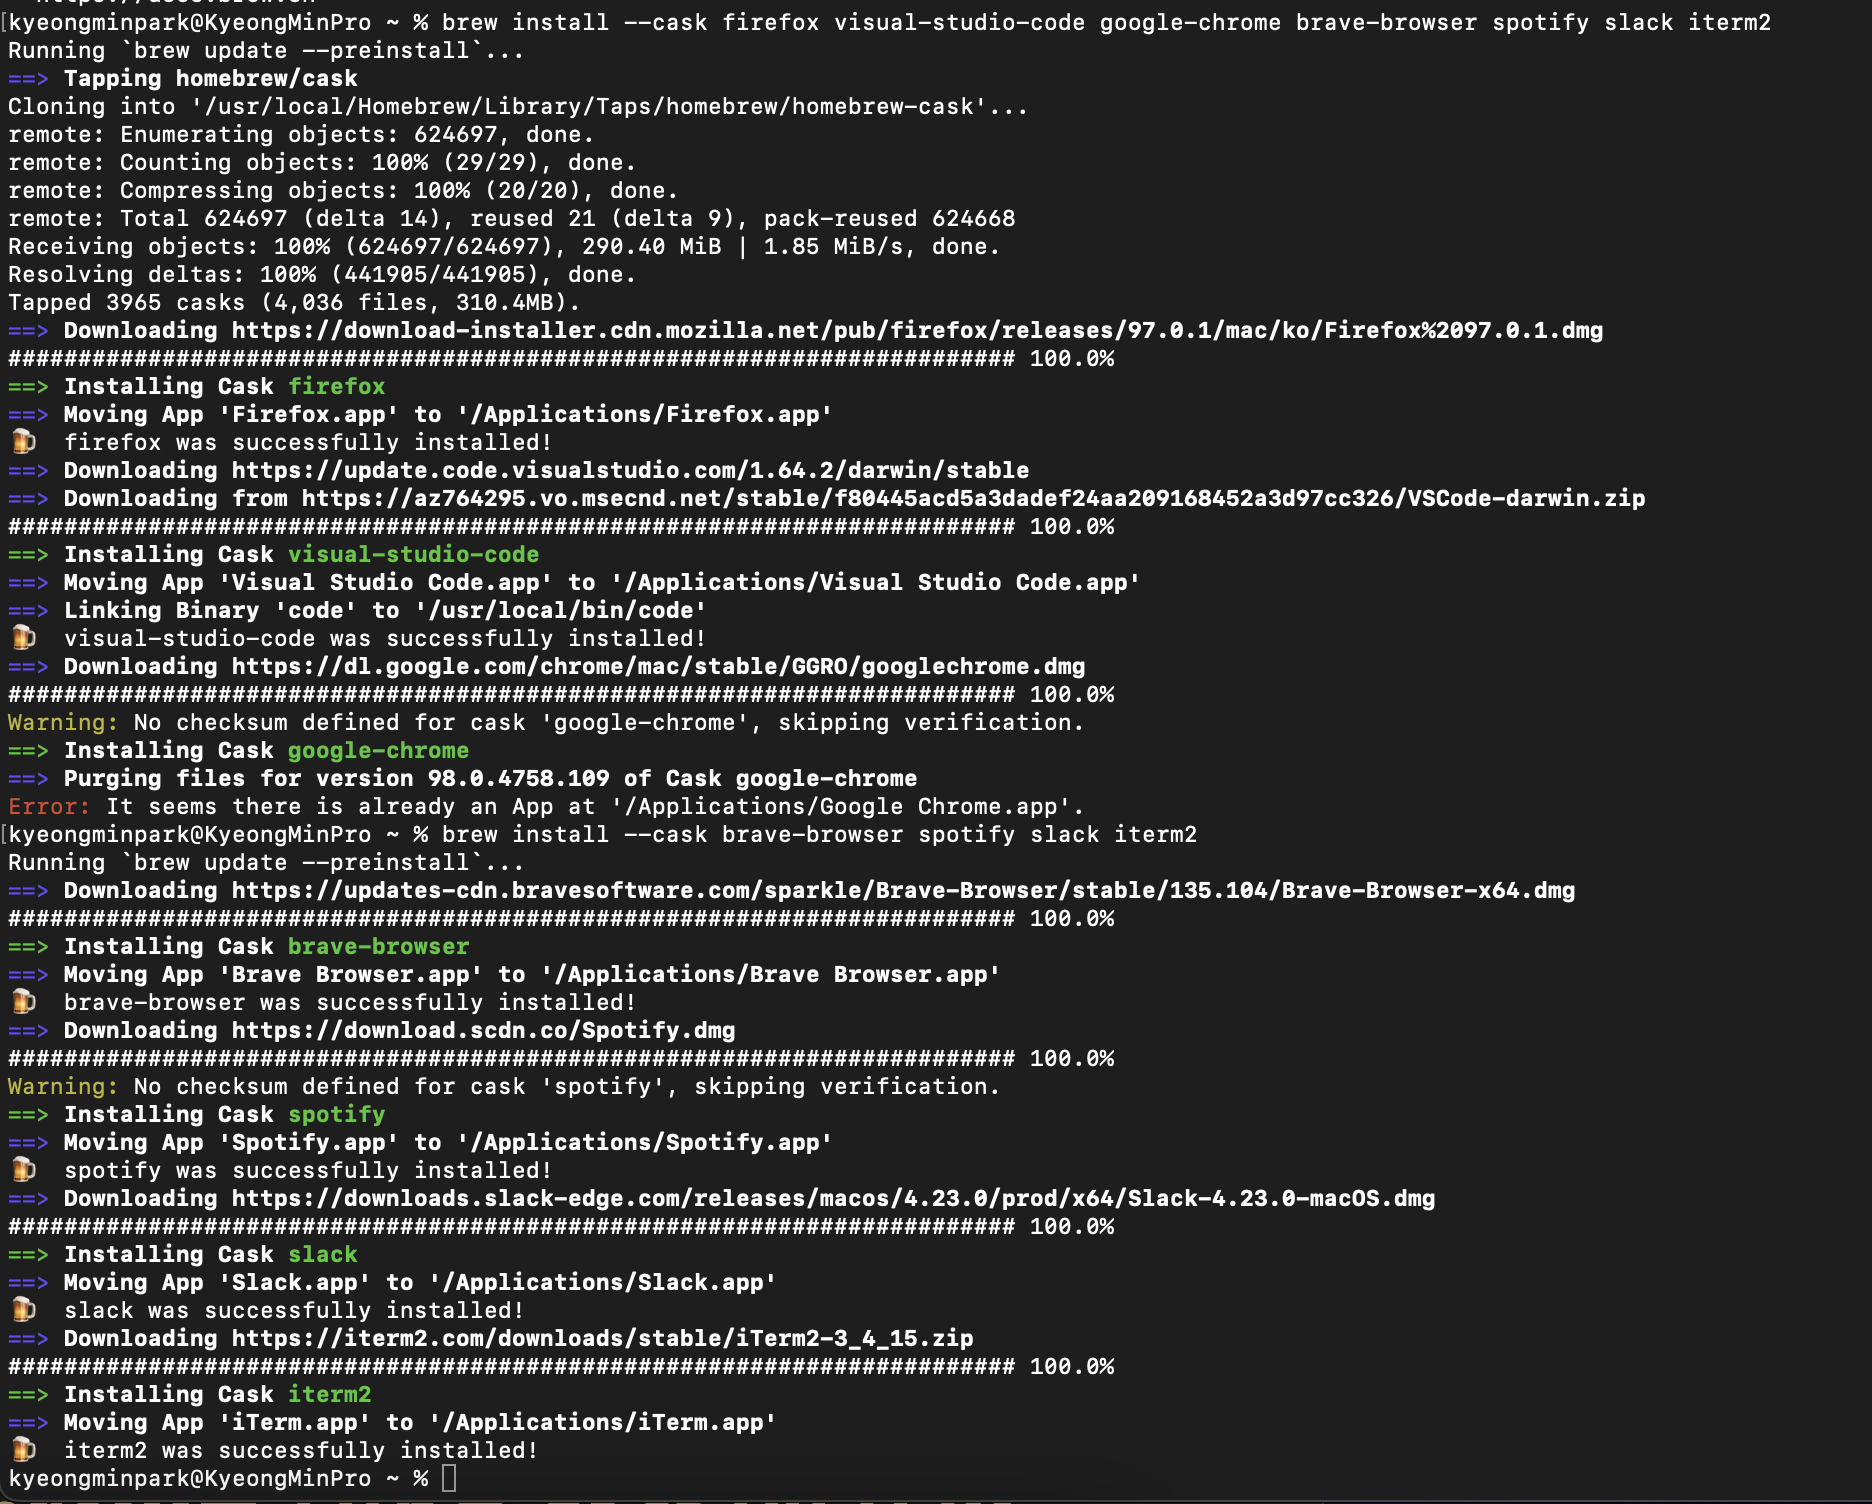 kyeongminpark@KyeongMinPro ~ % brew install --cask firefox visual-studio-code google-chrome brave-browser spotify slack iterm2
Running `brew update --preinstall`...
==> Tapping homebrew/cask
Cloning into '/usr/local/Homebrew/Library/Taps/homebrew/homebrew-cask'...
remote: Enumerating objects: 624697, done.
remote: Counting objects: 100% (29/29), done.
remote: Compressing objects: 100% (20/20), done.
remote: Total 624697 (delta 14), reused 21 (delta 9), pack-reused 624668
Receiving objects: 100% (624697/624697), 290.40 MiB | 1.85 MiB/s, done.
Resolving deltas: 100% (441905/441905), done.
Tapped 3965 casks (4,036 files, 310.4MB).
==> Downloading https://download-installer.cdn.mozilla.net/pub/firefox/releases/97.0.1/mac/ko/Firefox%2097.0.1.dmg
######################################################################## 100.0%
==> Installing Cask firefox
==> Moving App 'Firefox.app' to '/Applications/Firefox.app'
🍺  firefox was successfully installed!
==> Downloading https://update.code.visualstudio.com/1.64.2/darwin/stable
==> Downloading from https://az764295.vo.msecnd.net/stable/f80445acd5a3dadef24aa209168452a3d97cc326/VSCode-darwin.zip
######################################################################## 100.0%
==> Installing Cask visual-studio-code
==> Moving App 'Visual Studio Code.app' to '/Applications/Visual Studio Code.app'
==> Linking Binary 'code' to '/usr/local/bin/code'
🍺  visual-studio-code was successfully installed!
==> Downloading https://dl.google.com/chrome/mac/stable/GGRO/googlechrome.dmg
######################################################################## 100.0%
Warning: No checksum defined for cask 'google-chrome', skipping verification.
==> Installing Cask google-chrome
==> Purging files for version 98.0.4758.109 of Cask google-chrome
Error: It seems there is already an App at '/Applications/Google Chrome.app'.
kyeongminpark@KyeongMinPro ~ % brew install --cask brave-browser spotify slack iterm2
Running `brew update --preinstall`...
==> Downloading https://updates-cdn.bravesoftware.com/sparkle/Brave-Browser/stable/135.104/Brave-Browser-x64.dmg
######################################################################## 100.0%
==> Installing Cask brave-browser
==> Moving App 'Brave Browser.app' to '/Applications/Brave Browser.app'
🍺  brave-browser was successfully installed!
==> Downloading https://download.scdn.co/Spotify.dmg
######################################################################## 100.0%
Warning: No checksum defined for cask 'spotify', skipping verification.
==> Installing Cask spotify
==> Moving App 'Spotify.app' to '/Applications/Spotify.app'
🍺  spotify was successfully installed!
==> Downloading https://downloads.slack-edge.com/releases/macos/4.23.0/prod/x64/Slack-4.23.0-macOS.dmg
######################################################################## 100.0%
==> Installing Cask slack
==> Moving App 'Slack.app' to '/Applications/Slack.app'
🍺  slack was successfully installed!
==> Downloading https://iterm2.com/downloads/stable/iTerm2-3_4_15.zip
######################################################################## 100.0%
==> Installing Cask iterm2
==> Moving App 'iTerm.app' to '/Applications/iTerm.app'
🍺  iterm2 was successfully installed!
kyeongminpark@KyeongMinPro ~ %